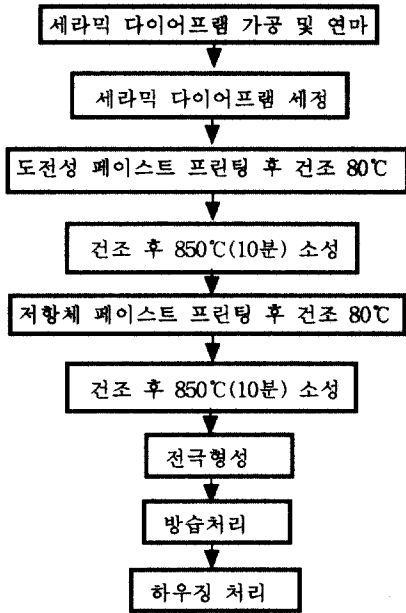 세라믹 다이어프램 가공 및 연마
세라믹 다이어프램 세정
도전성 페이스트 프린팅 후 건조 80℃
건조 후 850℃(10분) 소성
저항체 페이스트 프린팅 후 건조 80℃
건조 후 850℃(10분) 소성
전극형성
방습처리
하우징 처리